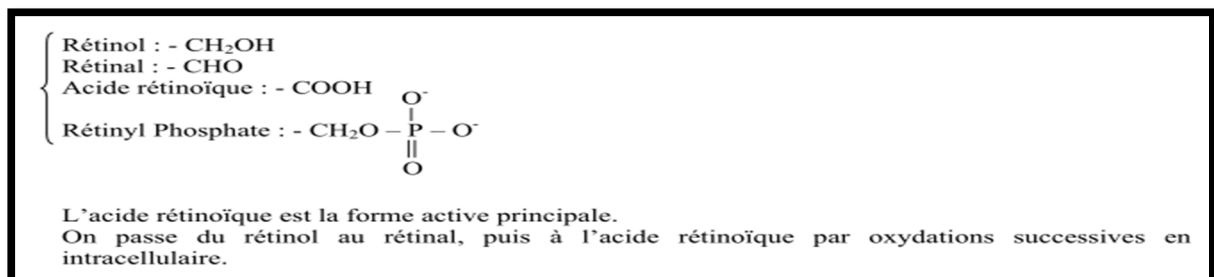 Rétinol : - CH₂OH
Rétinal : - CHO
Acide rétinoïque : - COOH
O⁻
|
Rétinyl Phosphate : - CH₂O – P – O⁻
||
O
L'acide rétinoïque est la forme active principale.
On passe du rétinol au rétinal, puis à l'acide rétinoïque par oxydations successives en
intracellulaire.